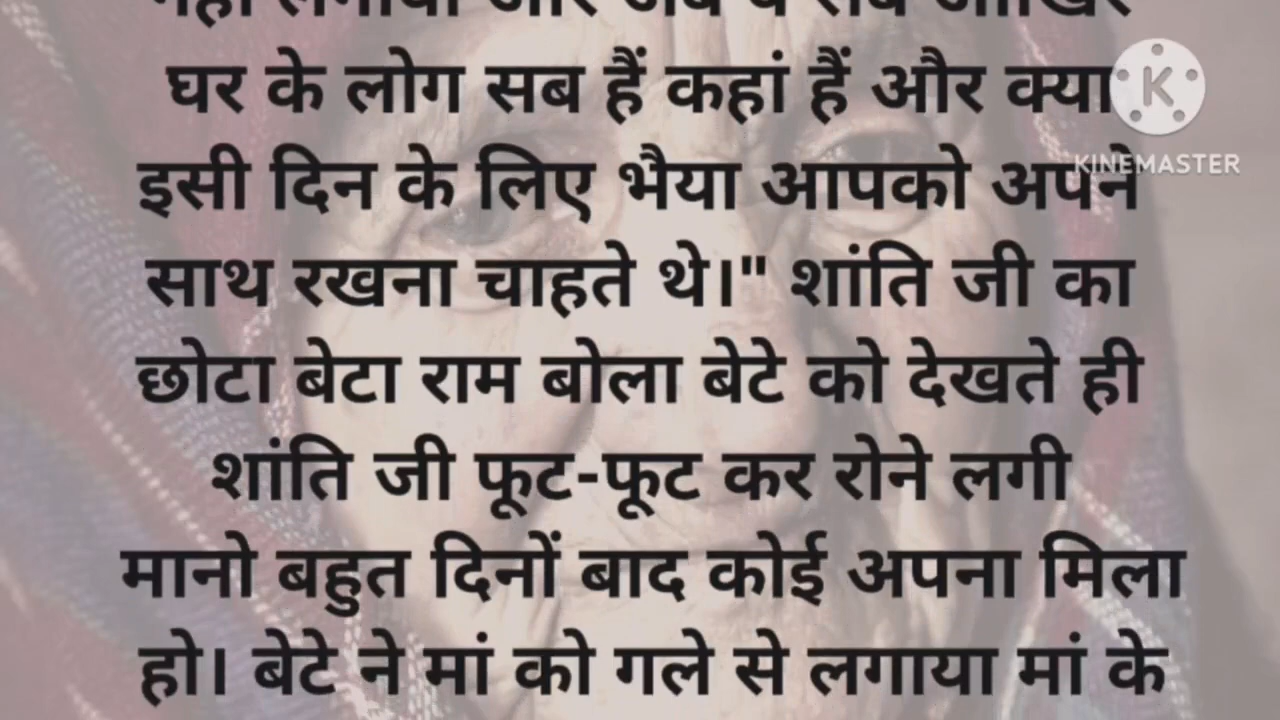 घर के लोग सब हैं कहां हैं और क्या
इसी दिन के लिए भैया आपको अपने
साथ रखना चाहते थे।" शांति जी का
छोटा बेटा राम बोला बेटे को देखते ही
शांति जी फूट-फूट कर रोने लगी
मानो बहुत दिनों बाद कोई अपना मिला
हो। बेटे ने मां को गले से लगाया मां के
K
KINEMASTER